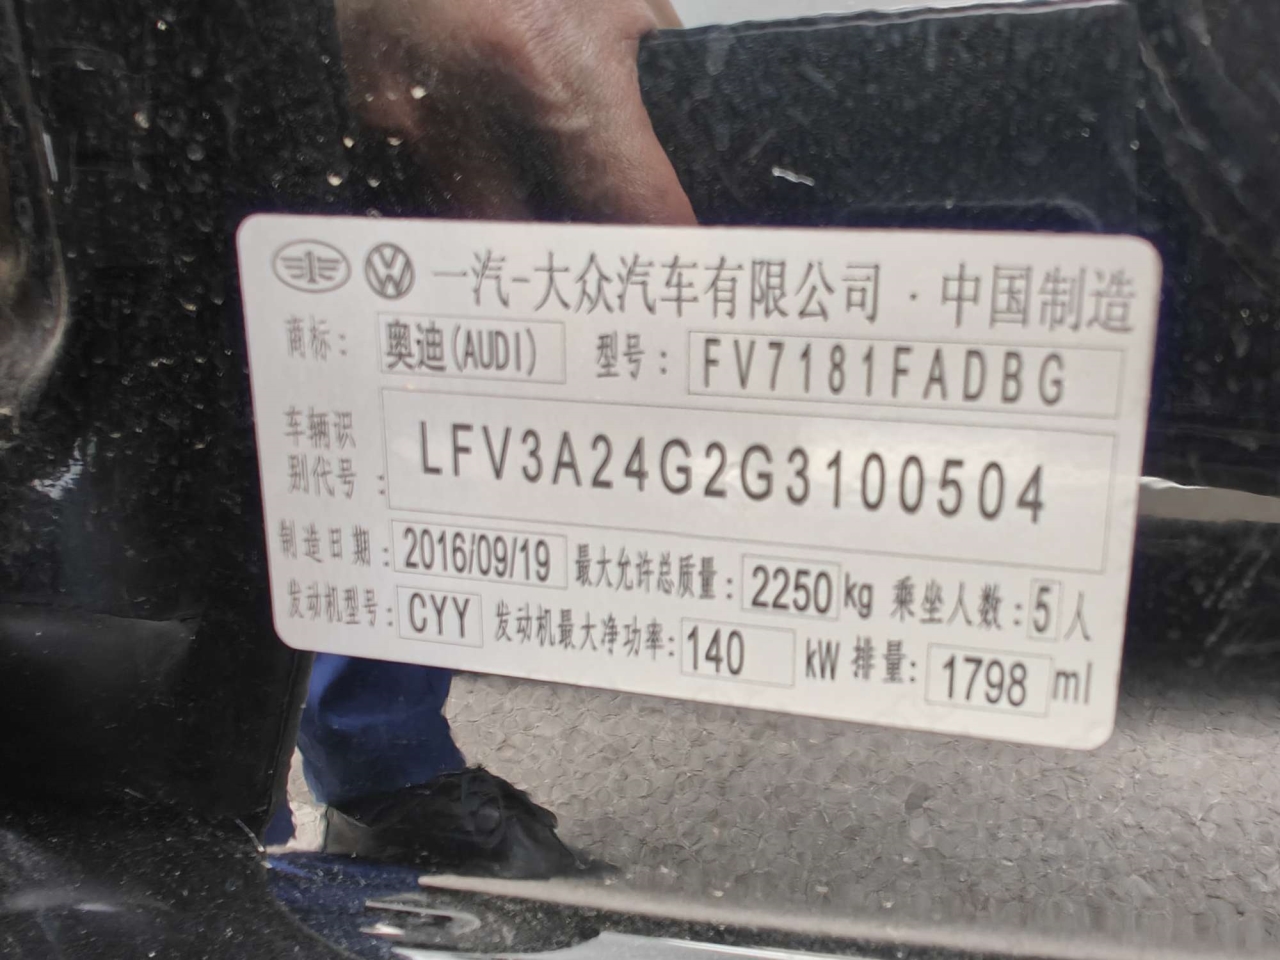 一汽-大众汽车有限公司·中国制造
商标: 奥迪(AUDI) 型号: FV7181FADBG
车辆识别代号: LFV3A24G2G3100504
制造日期: 2016/09/19 最大允许总质量: 2250 kg 乘坐人数: 5 人
发动机型号: CYY 发动机最大净功率: 140 kW 排量: 1798 ml